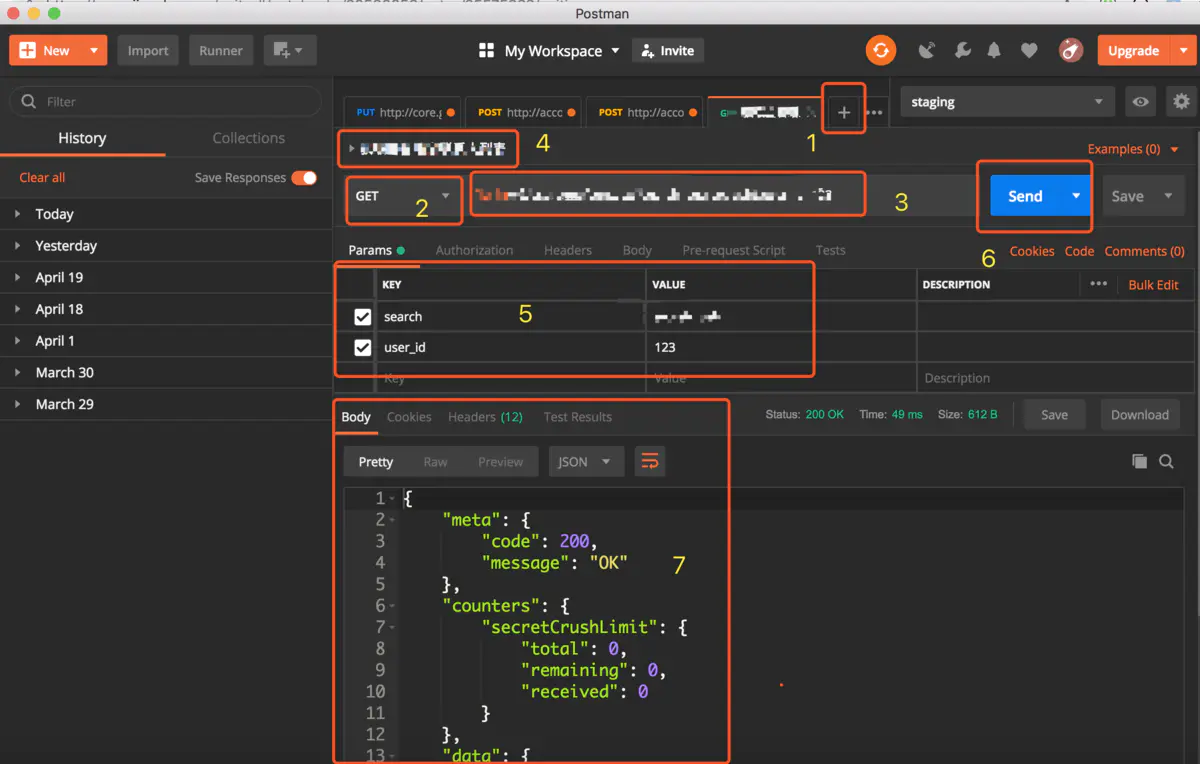 Postman
New Import Runner My Workspace Invite Upgrade
Filter
History Collections
Clear all Save Responses
Today
Yesterday
April 19
April 18
April 1
March 30
March 29
PUT http://core.g POST http://acco POST http://acco + ••• staging
4 1 Examples (0)
GET 2 3 Send Save
Params Authorization Headers Body Pre-request Script Tests 6 Cookies Code Comments (0)
KEY VALUE DESCRIPTION ••• Bulk Edit
search 5
user_id 123
Key Value Description
Body Cookies Headers (12) Test Results Status: 200 OK Time: 49 ms Size: 612 B Save Download
Pretty Raw Preview JSON
1 {
2 "meta": {
3 "code": 200,
4 "message": "OK" 7
5 },
6 "counters": {
7 "secretCrushLimit": {
8 "total": 0,
9 "remaining": 0,
10 "received": 0
11 }
12 },
13 "data": {